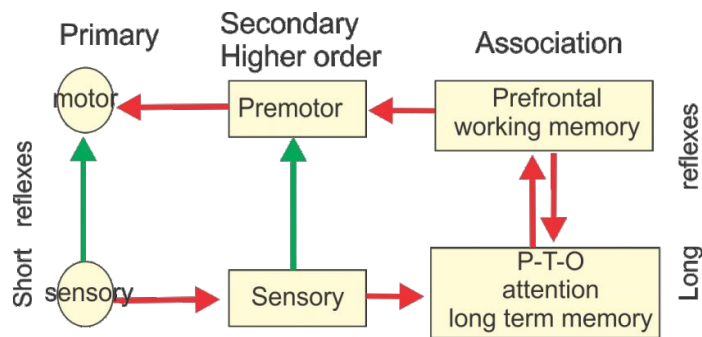 Primary
Secondary
Higher order
Association
motor
Premotor
Prefrontal
working memory
Short reflexes
reflexes
sensory
Sensory
P-T-O
attention
long term memory
Long